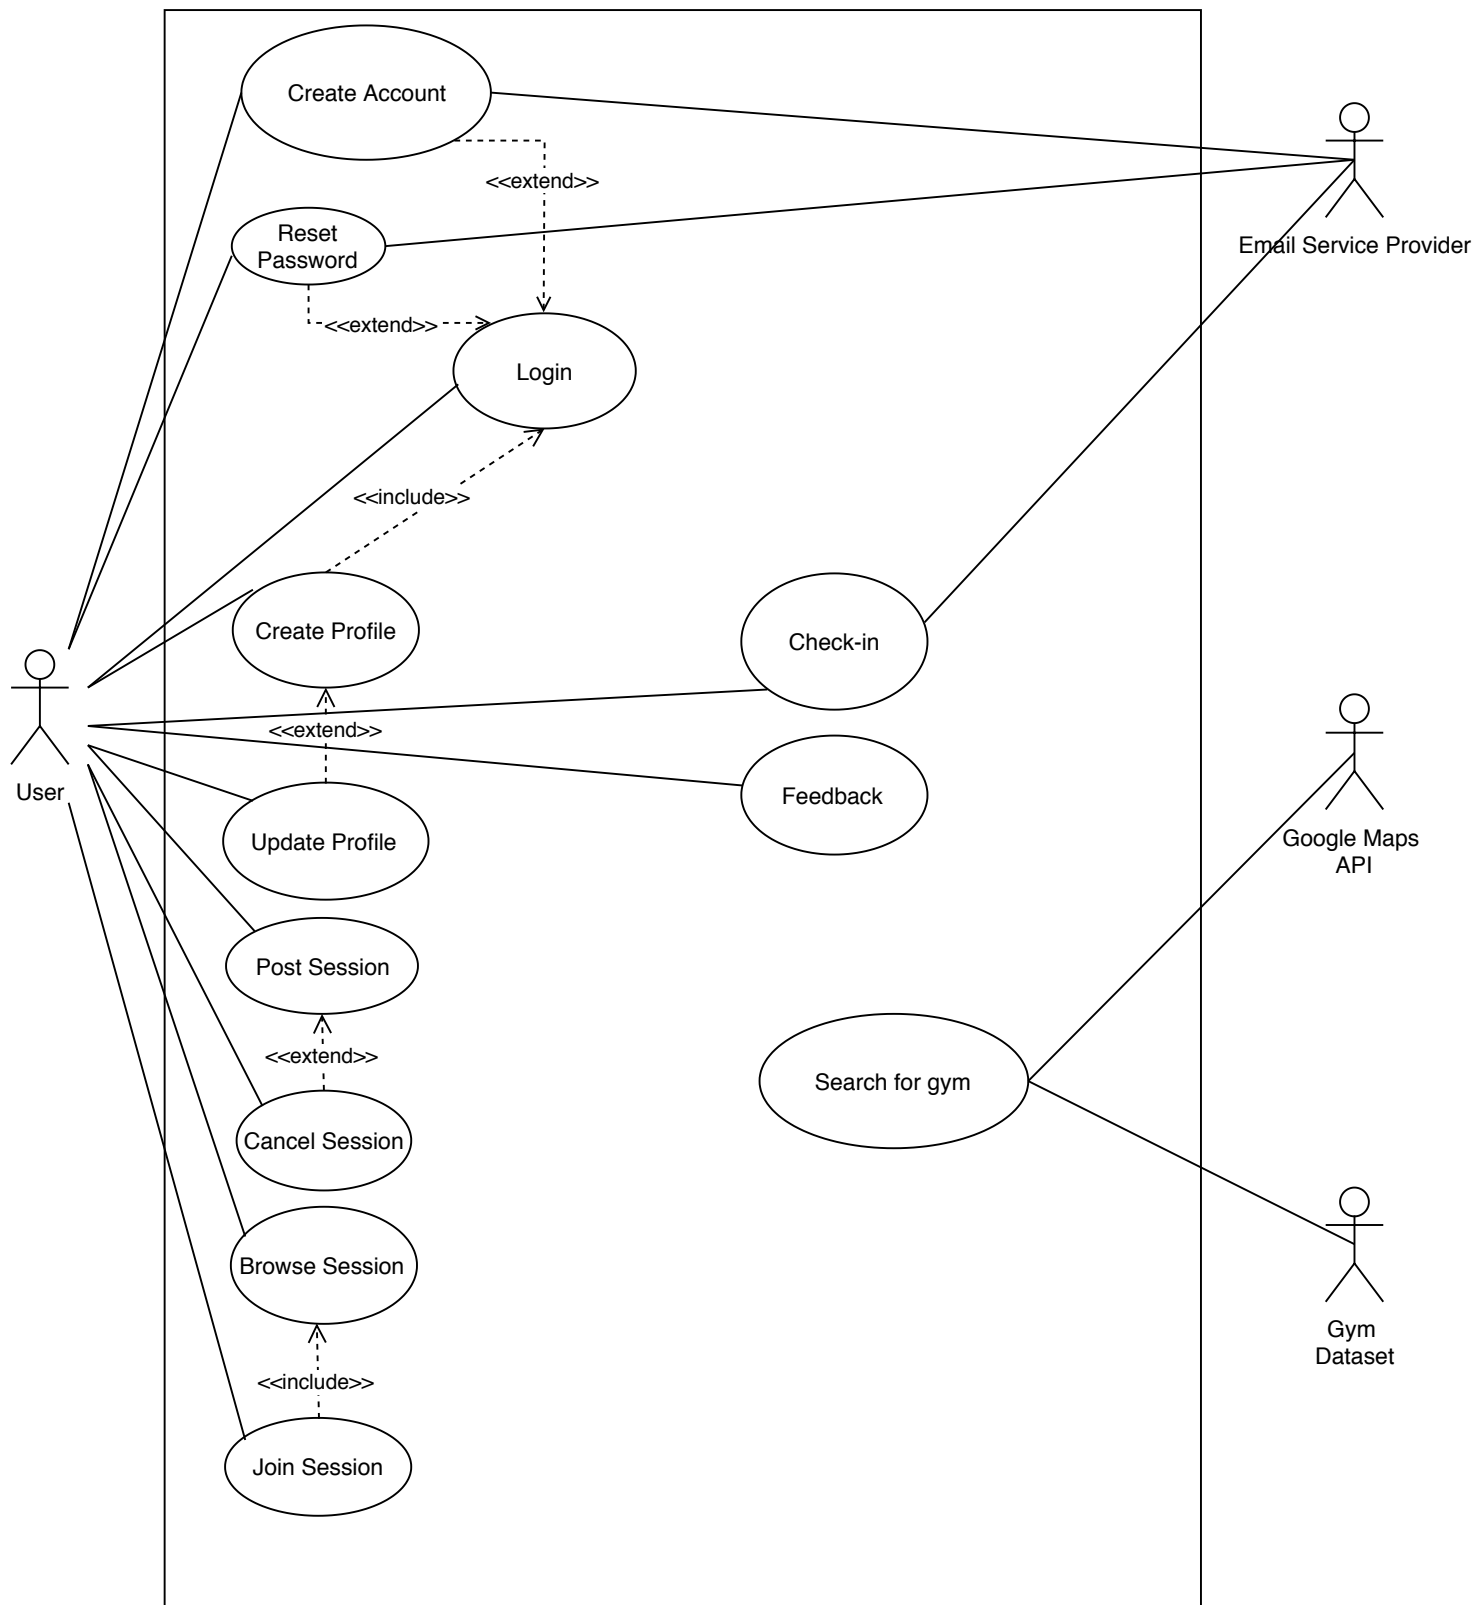 Create Account
<<extend>>
Reset
Password
Email Service Provider
<<extend>>
Login
<<include>>
Create Profile
Check-in
<<extend>>
User
Feedback
Update Profile
Google Maps
API
Post Session
<<extend>>
Search for gym
Cancel Session
Browse Session
Gym
Dataset
<<include>>
Join Session